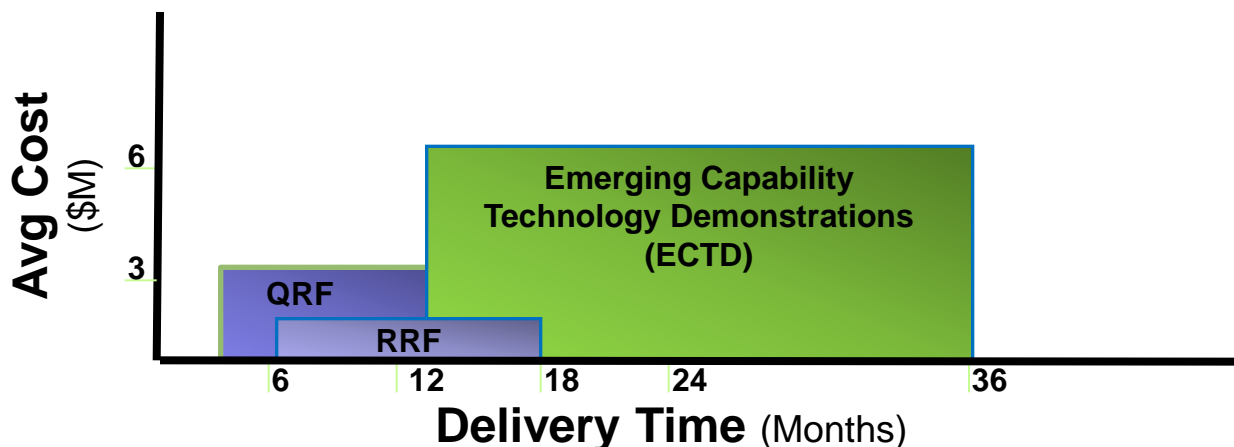 Avg Cost
($M)
6
3
Emerging Capability
Technology Demonstrations
(ECTD)
QRF
RRF
6
12
18
24
36
Delivery Time (Months)